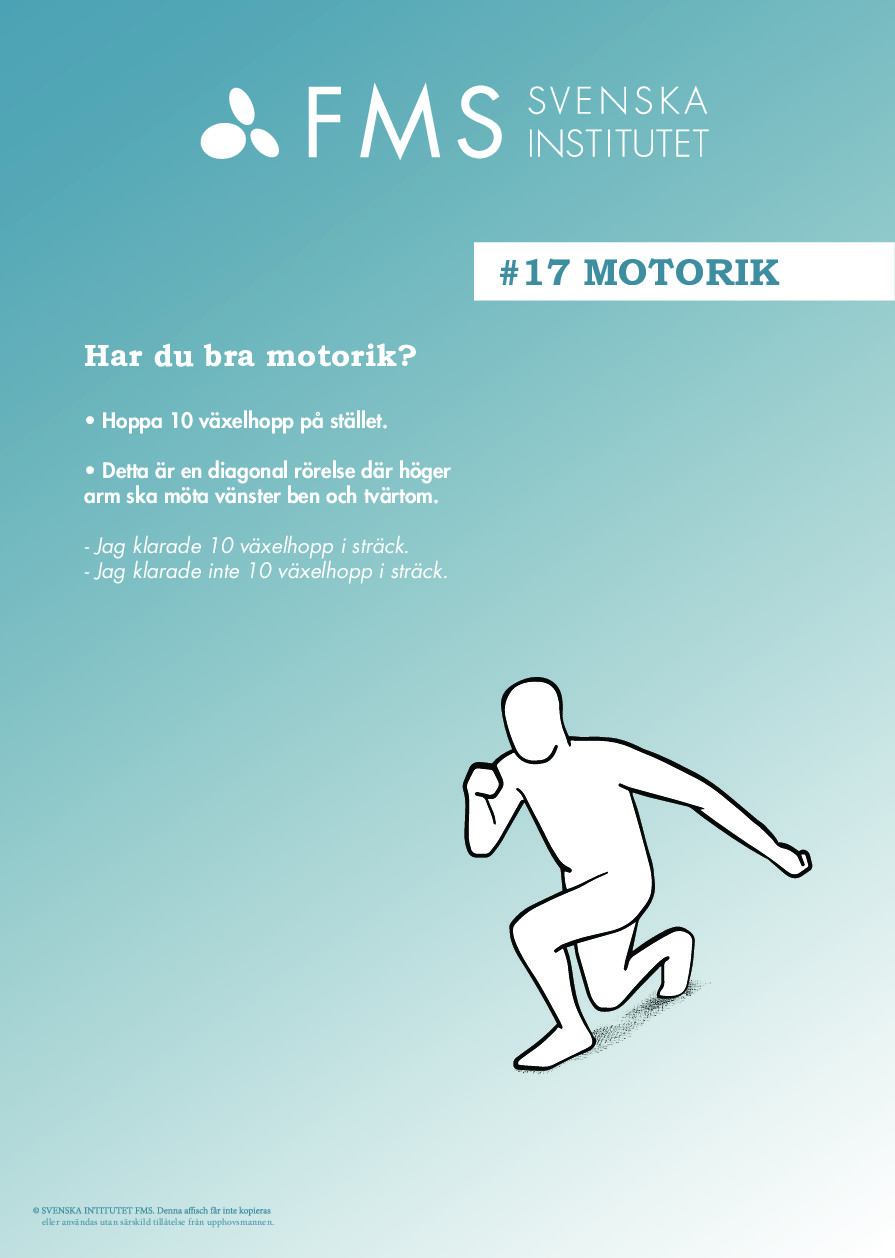 FMS SVENSKA
INSTITUTET
#17 MOTORIK
Har du bra motorik?
• Hoppa 10 växelhopp på stället.
• Detta är en diagonal rörelse där höger
arm ska möta vänster ben och tvärtom.
- Jag klarade 10 växelhopp i sträck.
- Jag klarade inte 10 växelhopp i sträck.
© SVENSKA INTITUTET FMS. Denna affisch får inte kopieras
eller användas utan särskild tillåtelse från upphovsmannen.